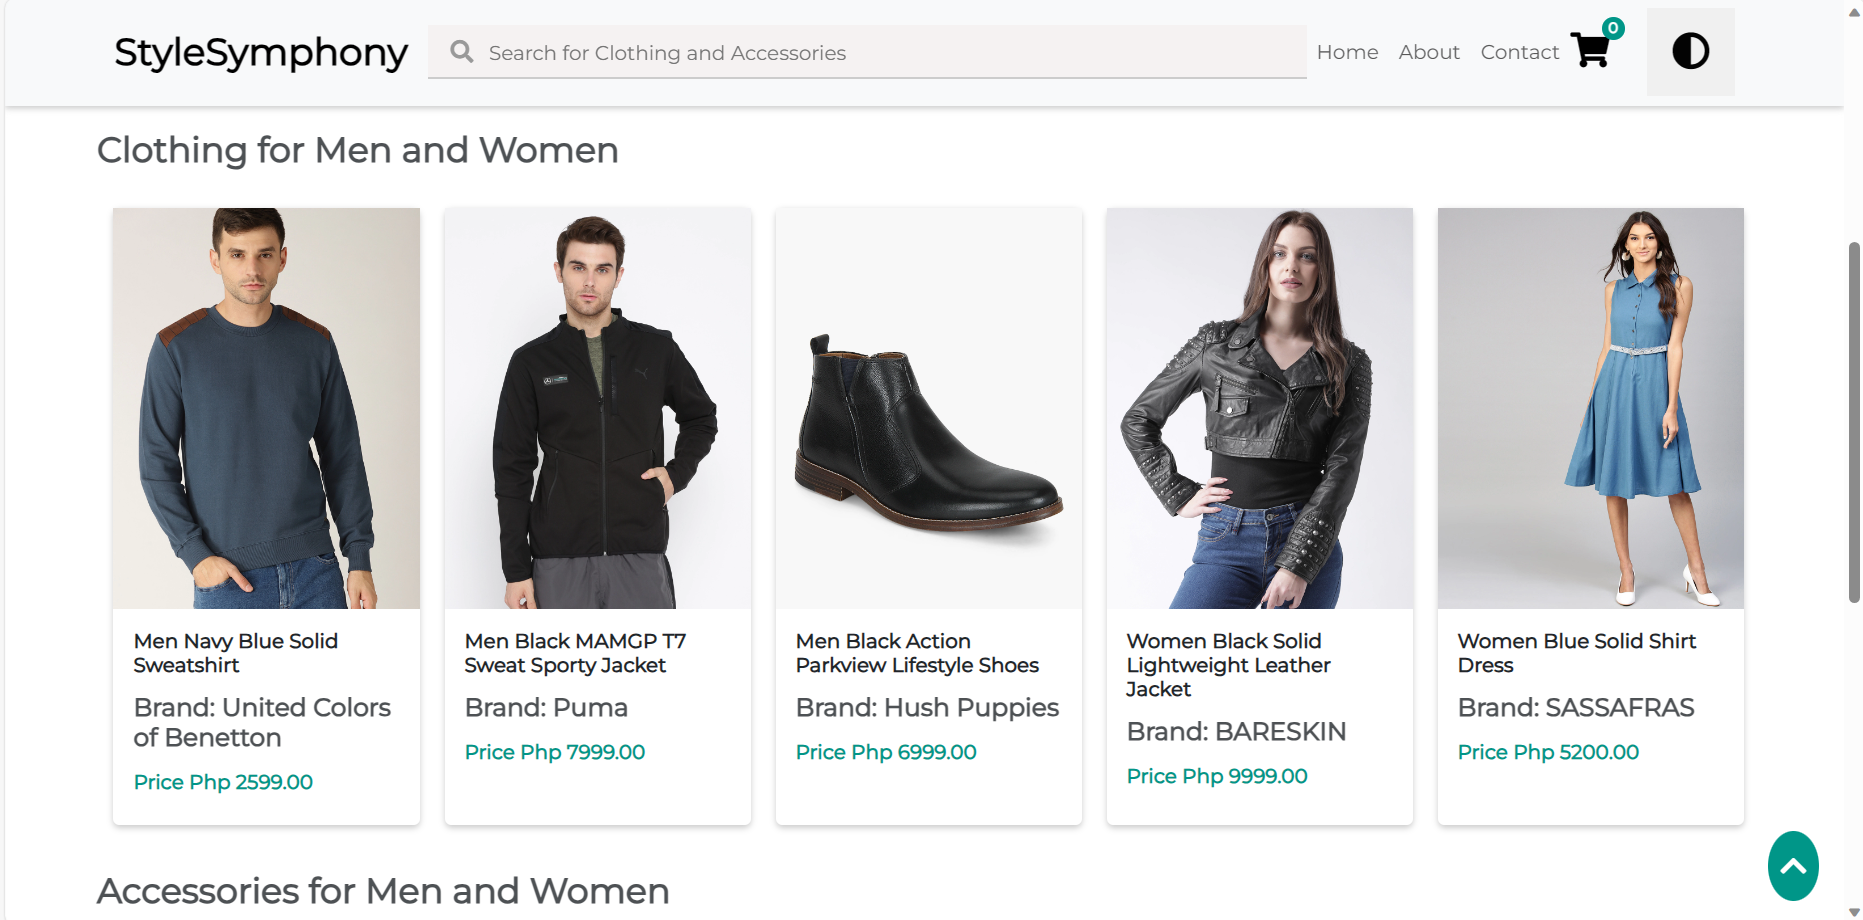 StyleSymphony
Search for Clothing and Accessories
Home
About
Contact
0
Clothing for Men and Women
Men Navy Blue Solid
Sweatshirt
Brand: United Colors
of Benetton
Price Php 2599.00
Men Black MAMGP T7
Sweat Sporty Jacket
Brand: Puma
Price Php 7999.00
Men Black Action
Parkview Lifestyle Shoes
Brand: Hush Puppies
Price Php 6999.00
Women Black Solid
Lightweight Leather
Jacket
Brand: BARESKIN
Price Php 9999.00
Women Blue Solid Shirt
Dress
Brand: SASSAFRAS
Price Php 5200.00
Accessories for Men and Women